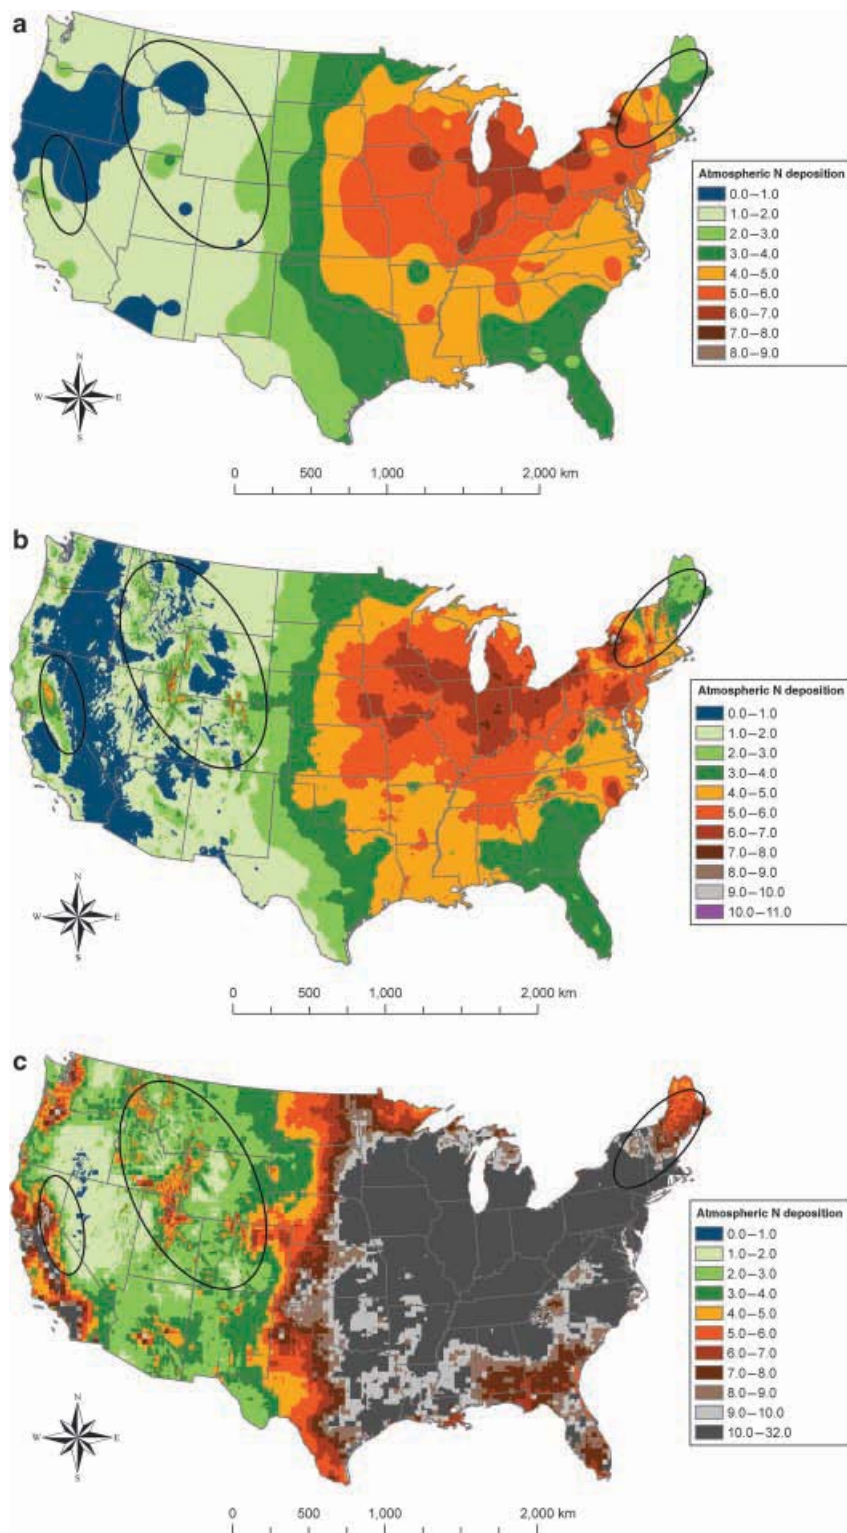 a
Atmospheric N deposition
0.0–1.0
1.0–2.0
2.0–3.0
3.0–4.0
4.0–5.0
5.0–6.0
6.0–7.0
7.0–8.0
8.0–9.0
N
W E
S
0 500 1,000 2,000 km
b
Atmospheric N deposition
0.0–1.0
1.0–2.0
2.0–3.0
3.0–4.0
4.0–5.0
5.0–6.0
6.0–7.0
7.0–8.0
8.0–9.0
9.0–10.0
10.0–11.0
N
W E
S
0 500 1,000 2,000 km
c
Atmospheric N deposition
0.0–1.0
1.0–2.0
2.0–3.0
3.0–4.0
4.0–5.0
5.0–6.0
6.0–7.0
7.0–8.0
8.0–9.0
9.0–10.0
10.0–32.0
N
W E
S
0 500 1,000 2,000 km